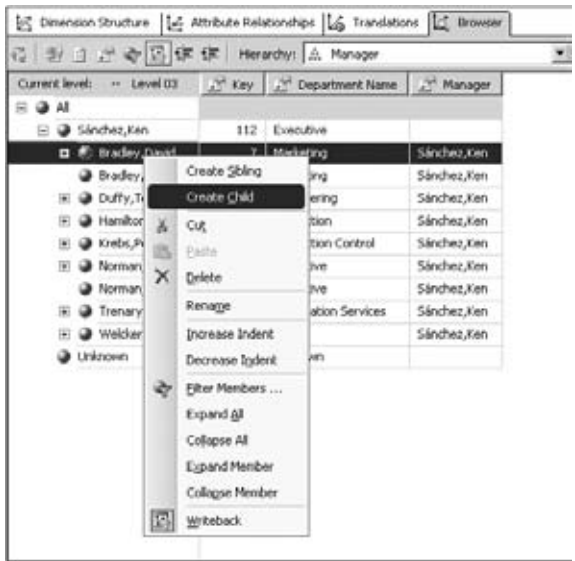 Dimension Structure Attribute Relationships Translations Browser
Hierarchy: Manager
Current level: Level 03 Key Department Name Manager
All
Sánchez,Ken 112 Executive
Bradley,David 7 Marketing Sánchez,Ken
Bradley, ing Sánchez,Ken
Duffy,T ering Sánchez,Ken
Hamilton tion Sánchez,Ken
Krebs,P tion Control Sánchez,Ken
Norman, ve Sánchez,Ken
Norman, ve Sánchez,Ken
Trenary ation Services Sánchez,Ken
Welcker Sánchez,Ken
Unknown wn
Create Sibling
Create Child
Cut
Paste
Delete
Rename
Increase Indent
Decrease Indent
Filter Members ...
Expand All
Collapse All
Expand Member
Collapse Member
Writeback